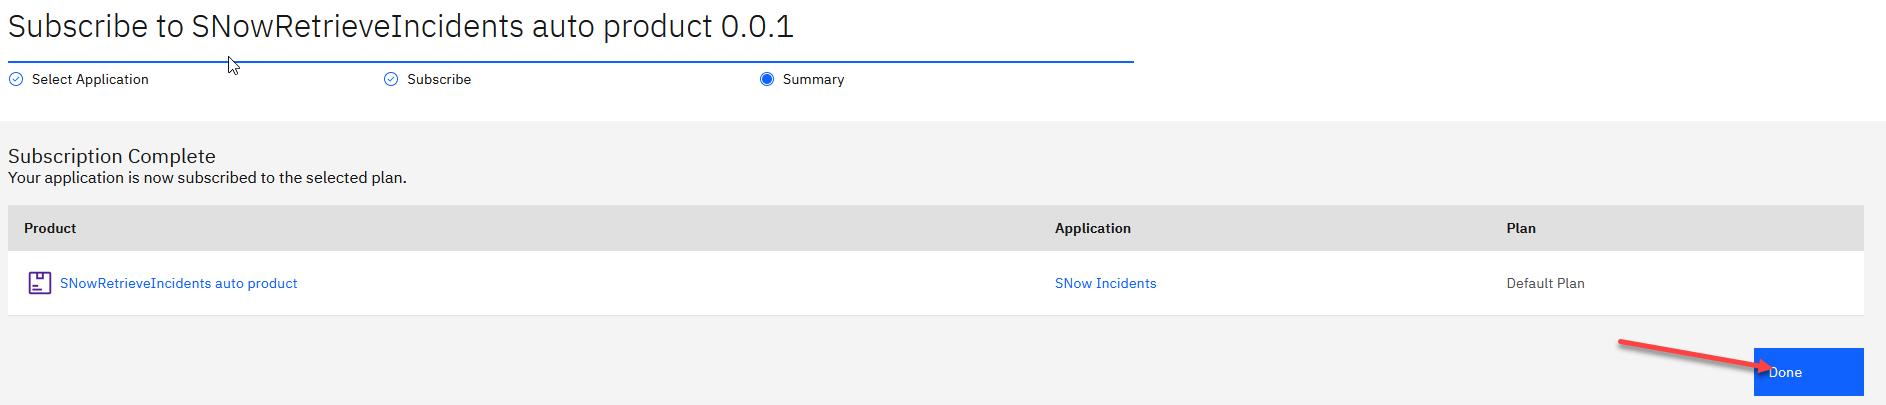 Subscribe to SNowRetrieveIncidents auto product 0.0.1
Select Application Subscribe Summary
Subscription Complete
Your application is now subscribed to the selected plan.
Product Application Plan
SNowRetrieveIncidents auto product SNow Incidents Default Plan
Done